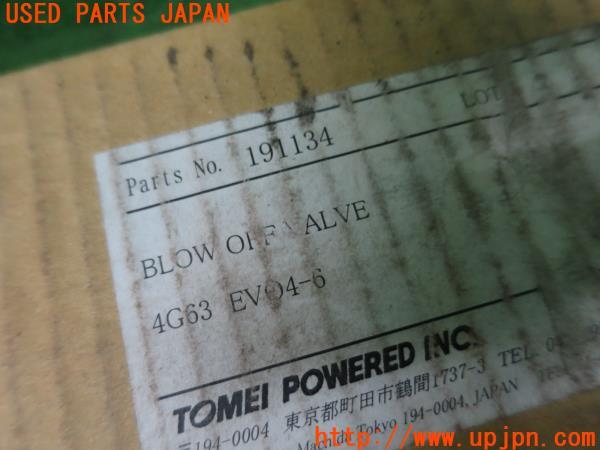 USED PARTS JAPAN
LOT
Parts No. 191134
BLOW OFF VALVE
4G63 EVO4-6
TOMEI POWERED INC.
〒194-0004 東京都町田市鶴間1737-3 TEL.
Machida Tokyo 194-0004, JAPAN
http://www.upjpn.com